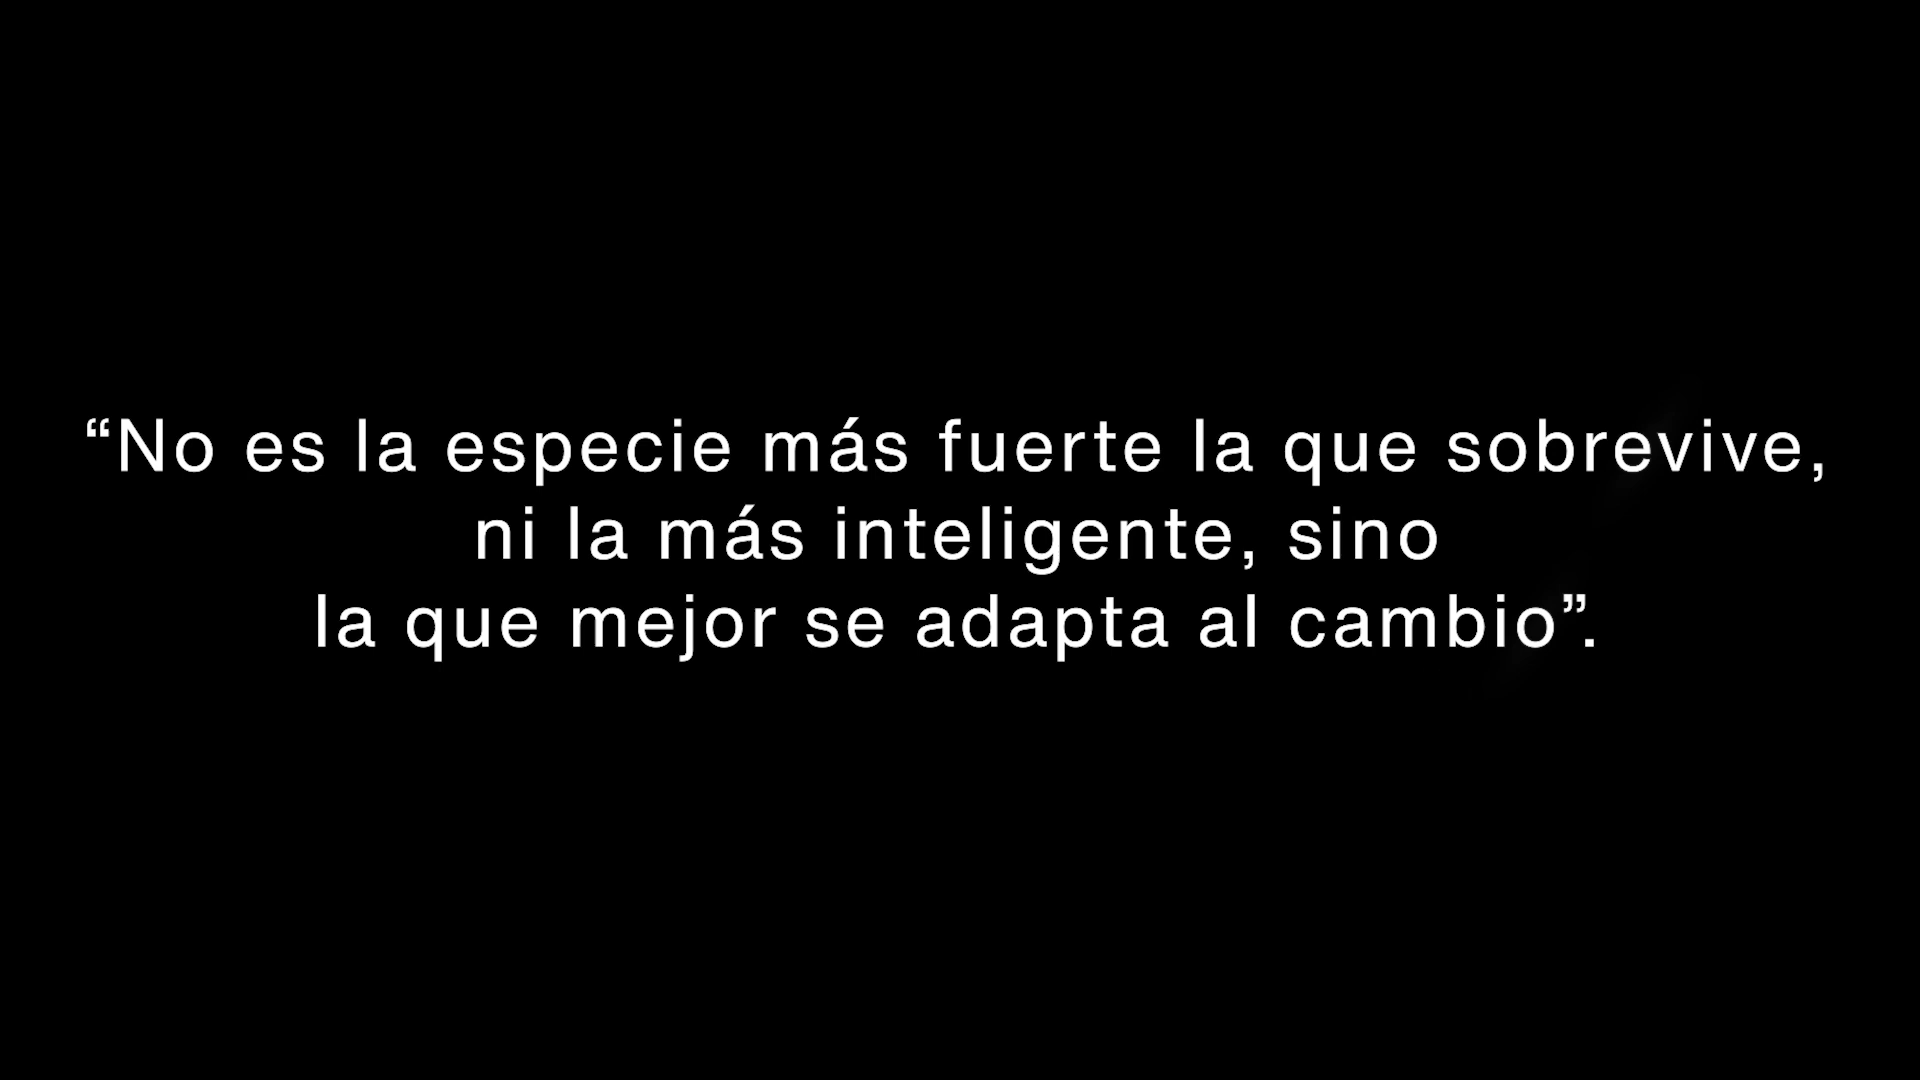 “No es la especie más fuerte la que sobrevive,
ni la más inteligente, sino
la que mejor se adapta al cambio”.